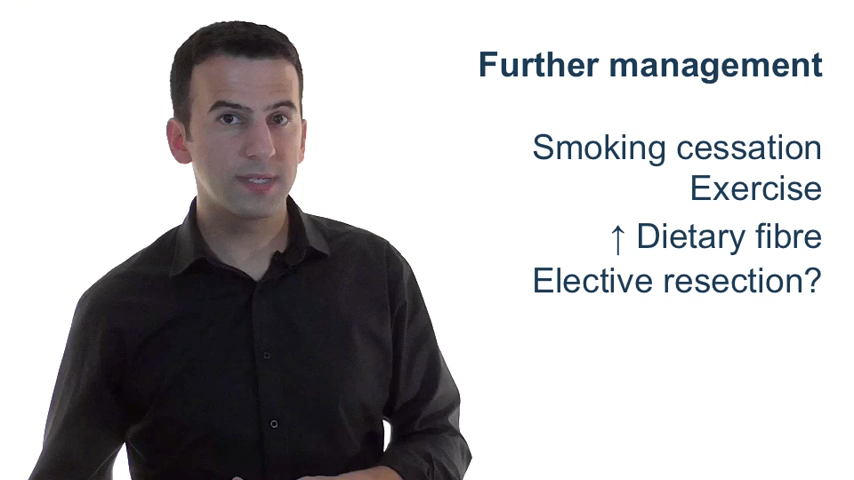 Further management
Smoking cessation
Exercise
↑ Dietary fibre
Elective resection?